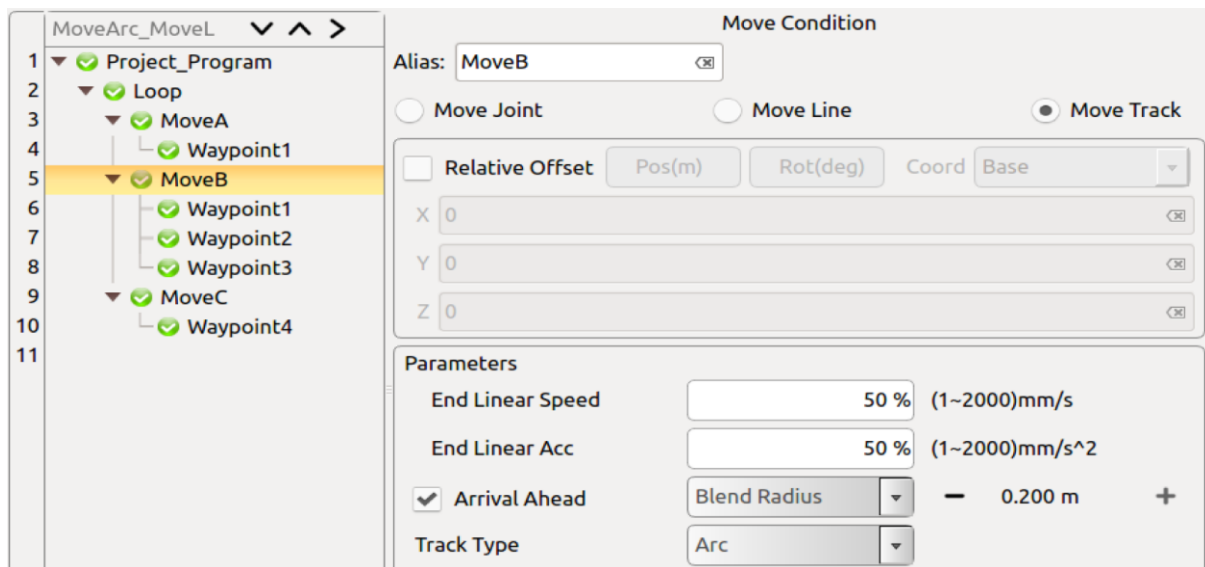 MoveArc_MoveL
1 Project_Program
2 Loop
3 MoveA
4 Waypoint1
5 MoveB
6 Waypoint1
7 Waypoint2
8 Waypoint3
9 MoveC
10 Waypoint4
11
Move Condition
Alias: MoveB
Move Joint Move Line Move Track
Relative Offset Pos(m) Rot(deg) Coord Base
X 0
Y 0
Z 0
Parameters
End Linear Speed 50 % (1~2000)mm/s
End Linear Acc 50 % (1~2000)mm/s^2
Arrival Ahead Blend Radius − 0.200 m +
Track Type Arc